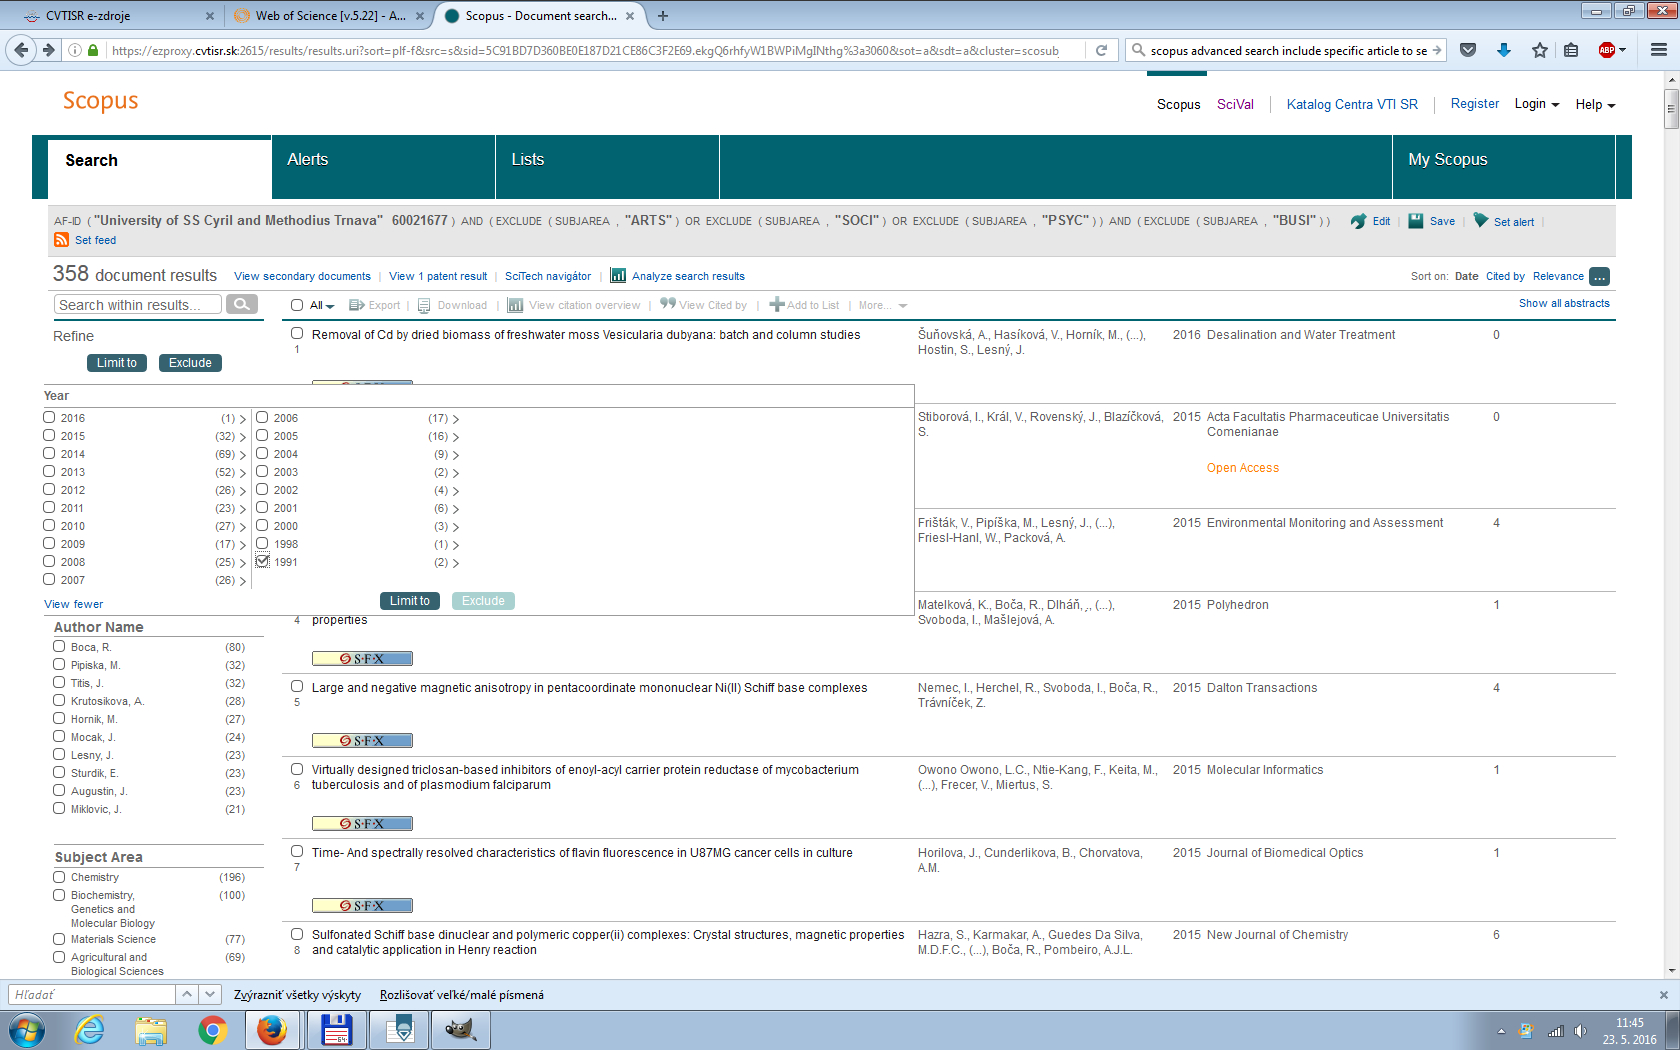 CVTISR e-zdroje
Web of Science [v.5.22] - A...
Scopus - Document search...
https://ezproxy.cvtisr.sk:2615/results/results.uri?sort=plf-f&src=s&sid=5C91BD7D360BE0E187D21CE86C3F2E69.ekgQ6rhfyW1BWPiMgINthg%3a3060&sot=a&sdt=a&cluster=scosub
scopus advanced search include specific article to se
ABP
Scopus
Scopus
SciVal
Katalog Centra VTI SR
Register
Login
Help
Search
Alerts
Lists
My Scopus
AF-ID ( "University of SS Cyril and Methodius Trnava" 60021677 ) AND ( EXCLUDE ( SUBJAREA , "ARTS" ) OR EXCLUDE ( SUBJAREA , "SOCI" ) OR EXCLUDE ( SUBJAREA , "PSYC" ) ) AND ( EXCLUDE ( SUBJAREA , "BUSI" ) )
Edit
Save
Set alert
Set feed
358 document results
View secondary documents
View 1 patent result
SciTech navigátor
Analyze search results
Sort on: Date Cited by Relevance ...
Search within results...
All
Export
Download
View citation overview
View Cited by
Add to List
More...
Show all abstracts
Refine
Limit to
Exclude
1 Removal of Cd by dried biomass of freshwater moss Vesicularia dubyana: batch and column studies
Šuňovská, A., Hasíková, V., Horník, M., (...),
Hostin, S., Lesný, J.
2016 Desalination and Water Treatment 0
Year
2016 (1)
2015 (32)
2014 (69)
2013 (52)
2012 (26)
2011 (23)
2010 (27)
2009 (17)
2008 (25)
2007 (26)
2006 (17)
2005 (16)
2004 (9)
2003 (2)
2002 (4)
2001 (6)
2000 (3)
1998 (1)
1991 (2)
Limit to
Exclude
View fewer
Stiborová, I., Král, V., Rovenský, J., Blazíčková,
S.
2015 Acta Facultatis Pharmaceuticae Universitatis
Comenianae
0
Open Access
Frišták, V., Pipíška, M., Lesný, J., (...),
Friesl-Hanl, W., Packová, A.
2015 Environmental Monitoring and Assessment 4
Matelková, K., Boča, R., Dlháň, ., (...),
Svoboda, I., Mašlejová, A.
2015 Polyhedron 1
4 properties
S·F·X
Author Name
Boca, R. (80)
Pipiska, M. (32)
Titis, J. (32)
Krutosikova, A. (28)
Hornik, M. (27)
Mocak, J. (24)
Lesny, J. (23)
Sturdik, E. (23)
Augustin, J. (23)
Miklovic, J. (21)
5 Large and negative magnetic anisotropy in pentacoordinate mononuclear Ni(II) Schiff base complexes
Nemec, I., Herchel, R., Svoboda, I., Boča, R.,
Trávníček, Z.
2015 Dalton Transactions 4
S·F·X
6 Virtually designed triclosan-based inhibitors of enoyl-acyl carrier protein reductase of mycobacterium
tuberculosis and of plasmodium falciparum
Owono Owono, L.C., Ntie-Kang, F., Keita, M.,
(...), Frecer, V., Miertus, S.
2015 Molecular Informatics 1
S·F·X
7 Time- And spectrally resolved characteristics of flavin fluorescence in U87MG cancer cells in culture
Horilova, J., Cunderlikova, B., Chorvatova,
A.M.
2015 Journal of Biomedical Optics 1
S·F·X
8 Sulfonated Schiff base dinuclear and polymeric copper(ii) complexes: Crystal structures, magnetic properties
and catalytic application in Henry reaction
Hazra, S., Karmakar, A., Guedes Da Silva,
M.D.F.C., (...), Boča, R., Pombeiro, A.J.L.
2015 New Journal of Chemistry 6
Subject Area
Chemistry (196)
Biochemistry, (100)
Genetics and
Molecular Biology
Materials Science (77)
Agricultural and (69)
Biological Sciences
Hľadať
Zvýrazniť všetky výskyty
Rozlišovať veľké/malé písmená
64
11:45
23. 5. 2016